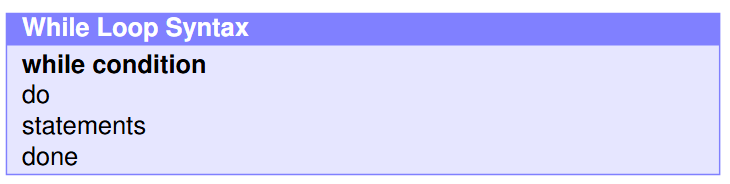 While Loop Syntax
while condition
do
statements
done